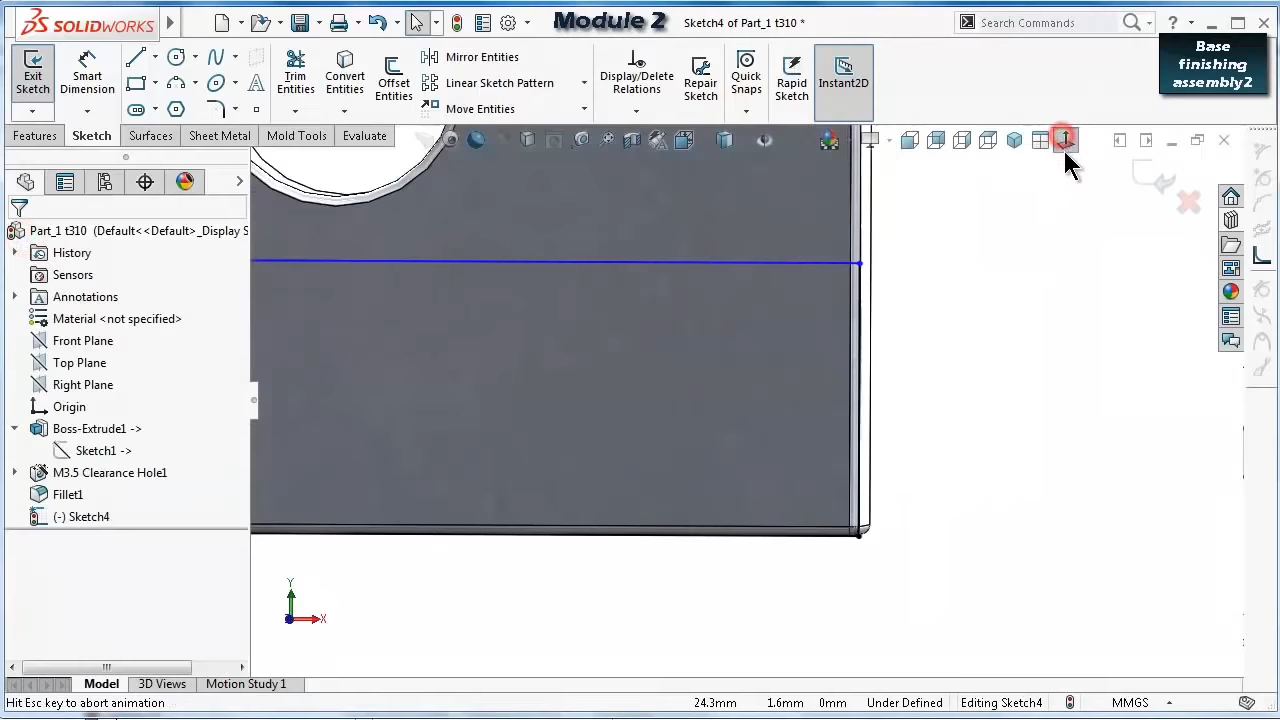 SOLIDWORKS
Module 2
Sketch4 of Part_1 t310 *
Search Commands
?
Base
finishing
assembly2
Exit
Sketch
Smart
Dimension
Trim
Entities
Convert
Entities
Offset
Entities
Mirror Entities
Linear Sketch Pattern
Move Entities
Display/Delete
Relations
Repair
Sketch
Quick
Snaps
Rapid
Sketch
Instant2D
Features
Sketch
Surfaces
Sheet Metal
Mold Tools
Evaluate
Part_1 t310 (Default<<Default>_Display S
History
Sensors
Annotations
Material <not specified>
Front Plane
Top Plane
Right Plane
Origin
Boss-Extrude1 ->
Sketch1 ->
M3.5 Clearance Hole1
Fillet1
(-) Sketch4
Y
X
Model
3D Views
Motion Study 1
Hit Esc key to abort animation
24.3mm
1.6mm
0mm
Under Defined
Editing Sketch4
MMGS